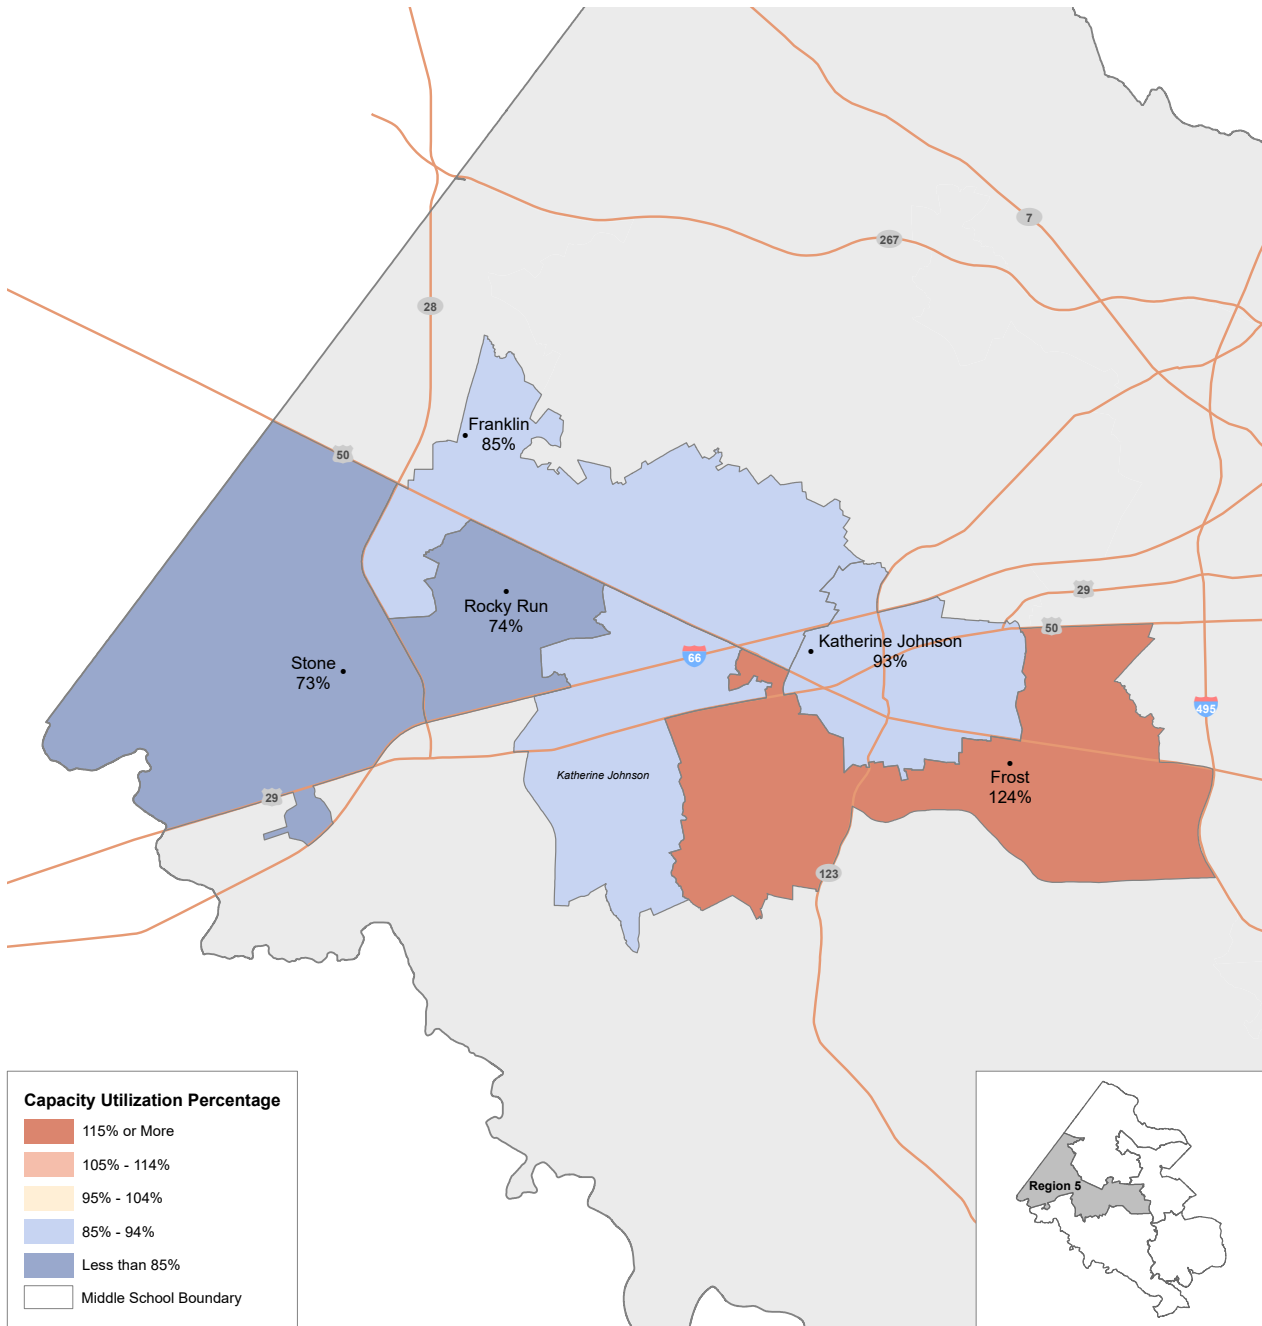 7
267
28
Franklin
85%
50
29
Rocky Run
74%
50
Katherine Johnson
93%
66
Stone
73%
495
Katherine Johnson
Frost
124%
29
123
Capacity Utilization Percentage
115% or More
105% - 114%
95% - 104%
85% - 94%
Less than 85%
Middle School Boundary
Region 5